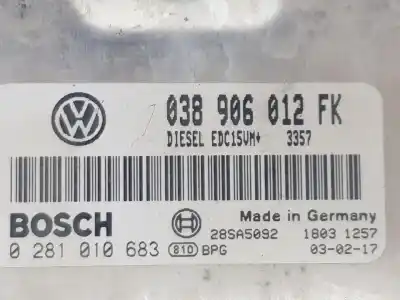 038 906 012 FK
DIESEL EDC15VM+ 3357
BOSCH
Made in Germany
28SA5092 1803 1257
0 281 010 683 810 BPG 03-02-17